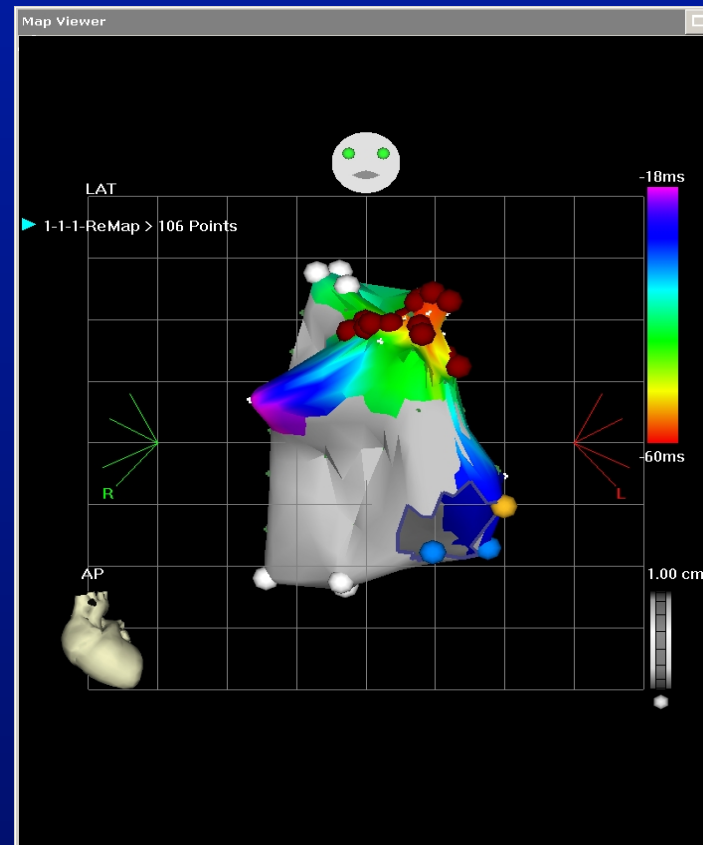 Map Viewer
-18ms
LAT
1-1-1-ReMap > 106 Points
-60ms
R
L
AP
1.00 cm